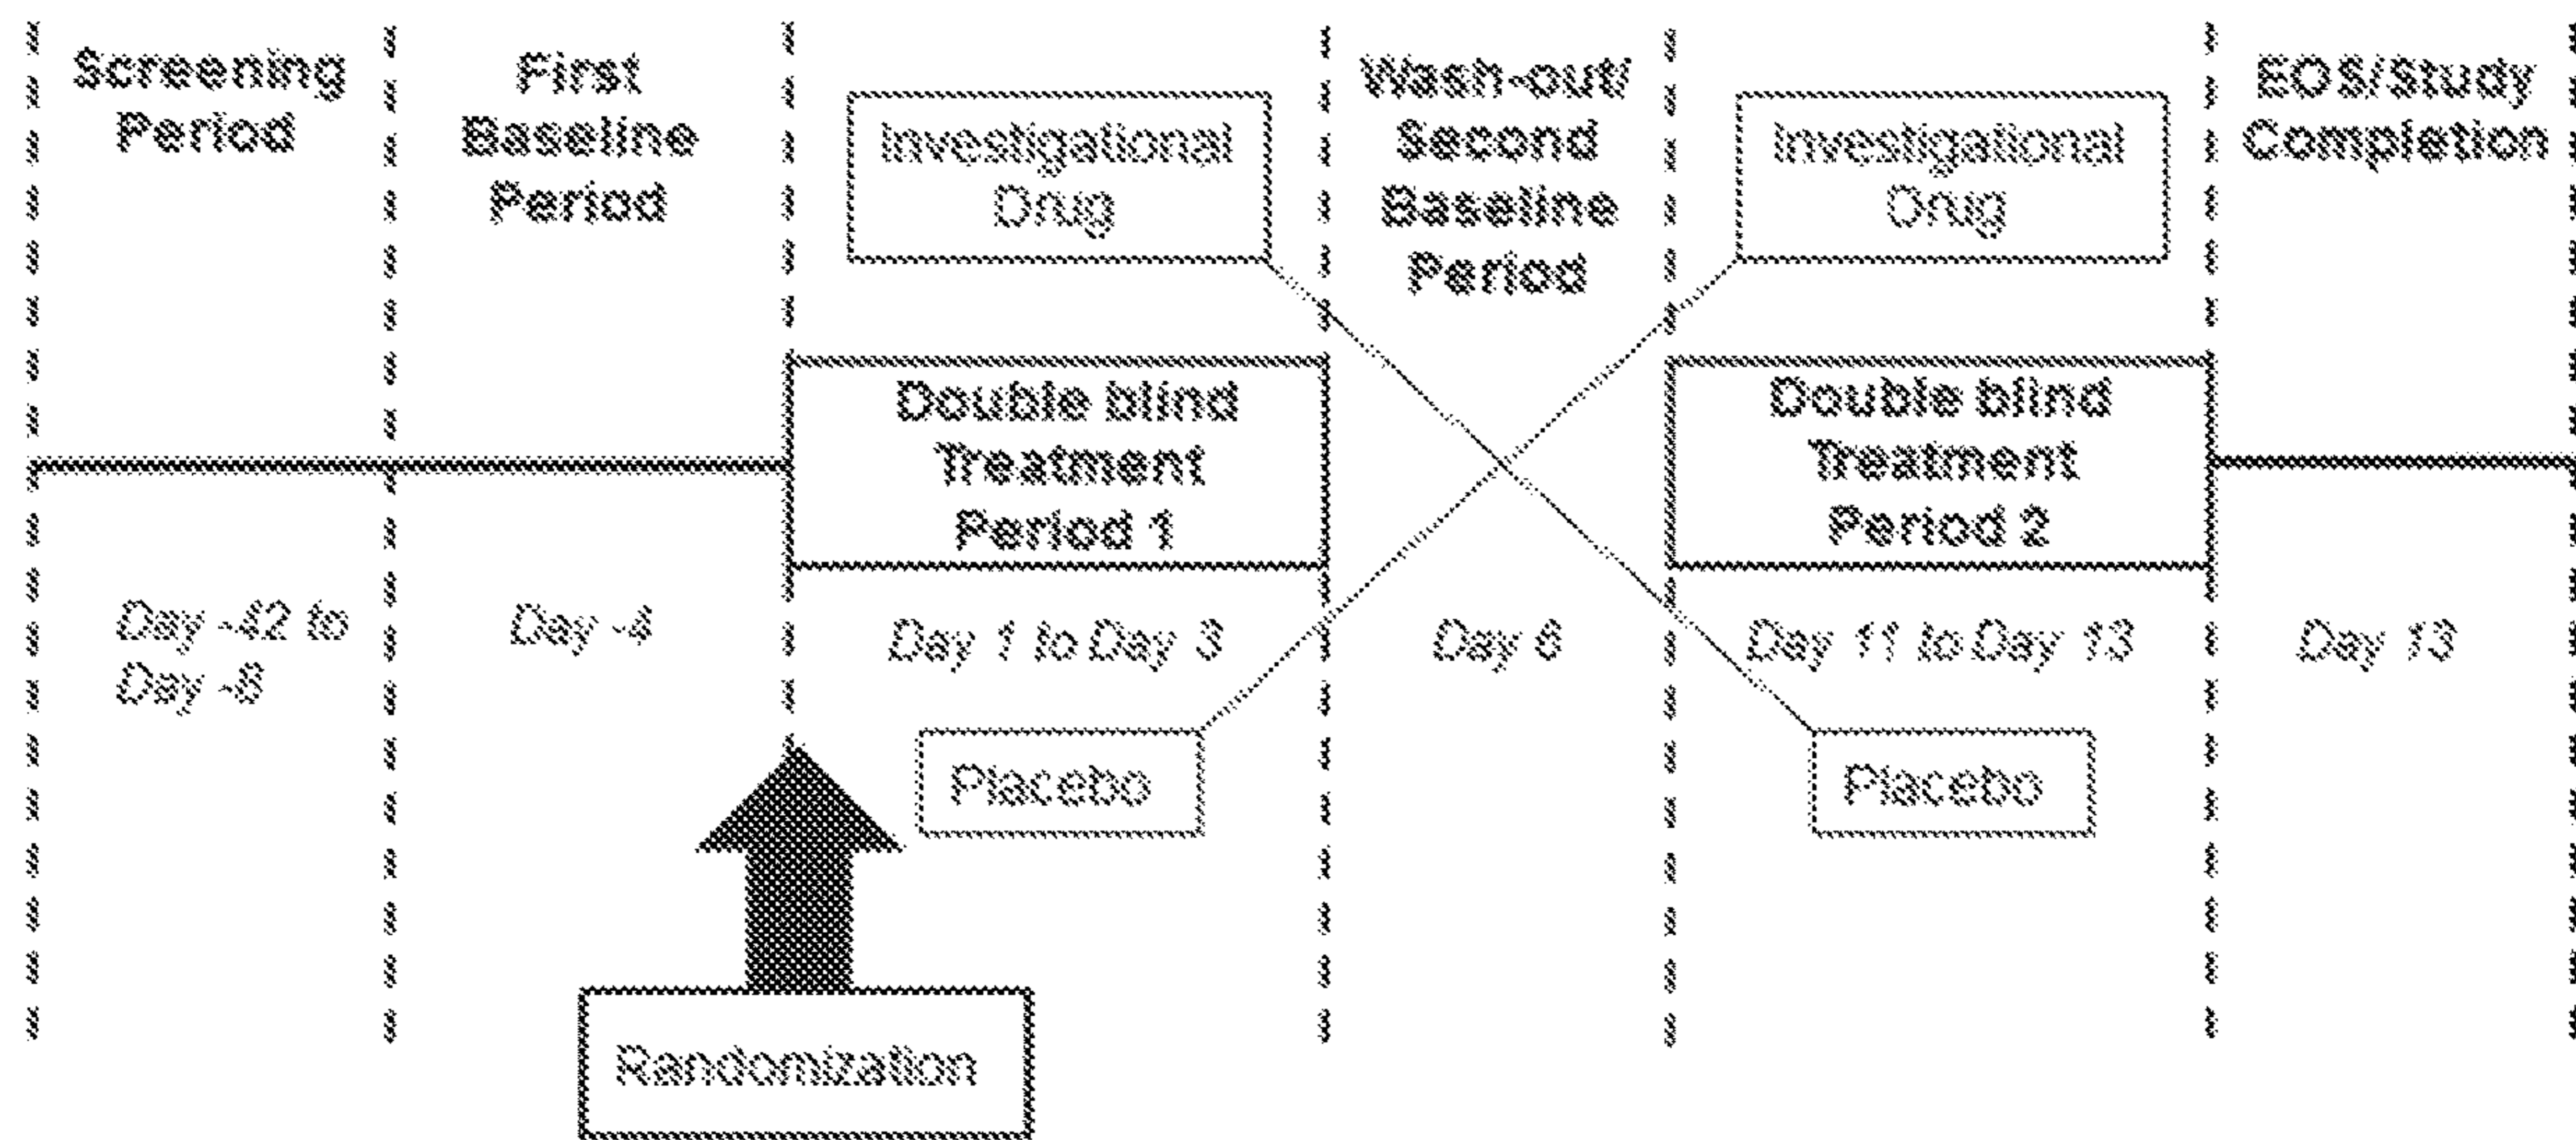 Screening
Period
First
Baseline
Period
Investigational
Drug
Wash-out/
Second
Baseline
Period
Investigational
Drug
EOS/Study
Completion
Double blind
Treatment
Period 1
Double blind
Treatment
Period 2
Day -42 to
Day -8
Day -4
Day 1 to Day 3
Day 6
Day 11 to Day 13
Day 13
Placebo
Placebo
Randomization